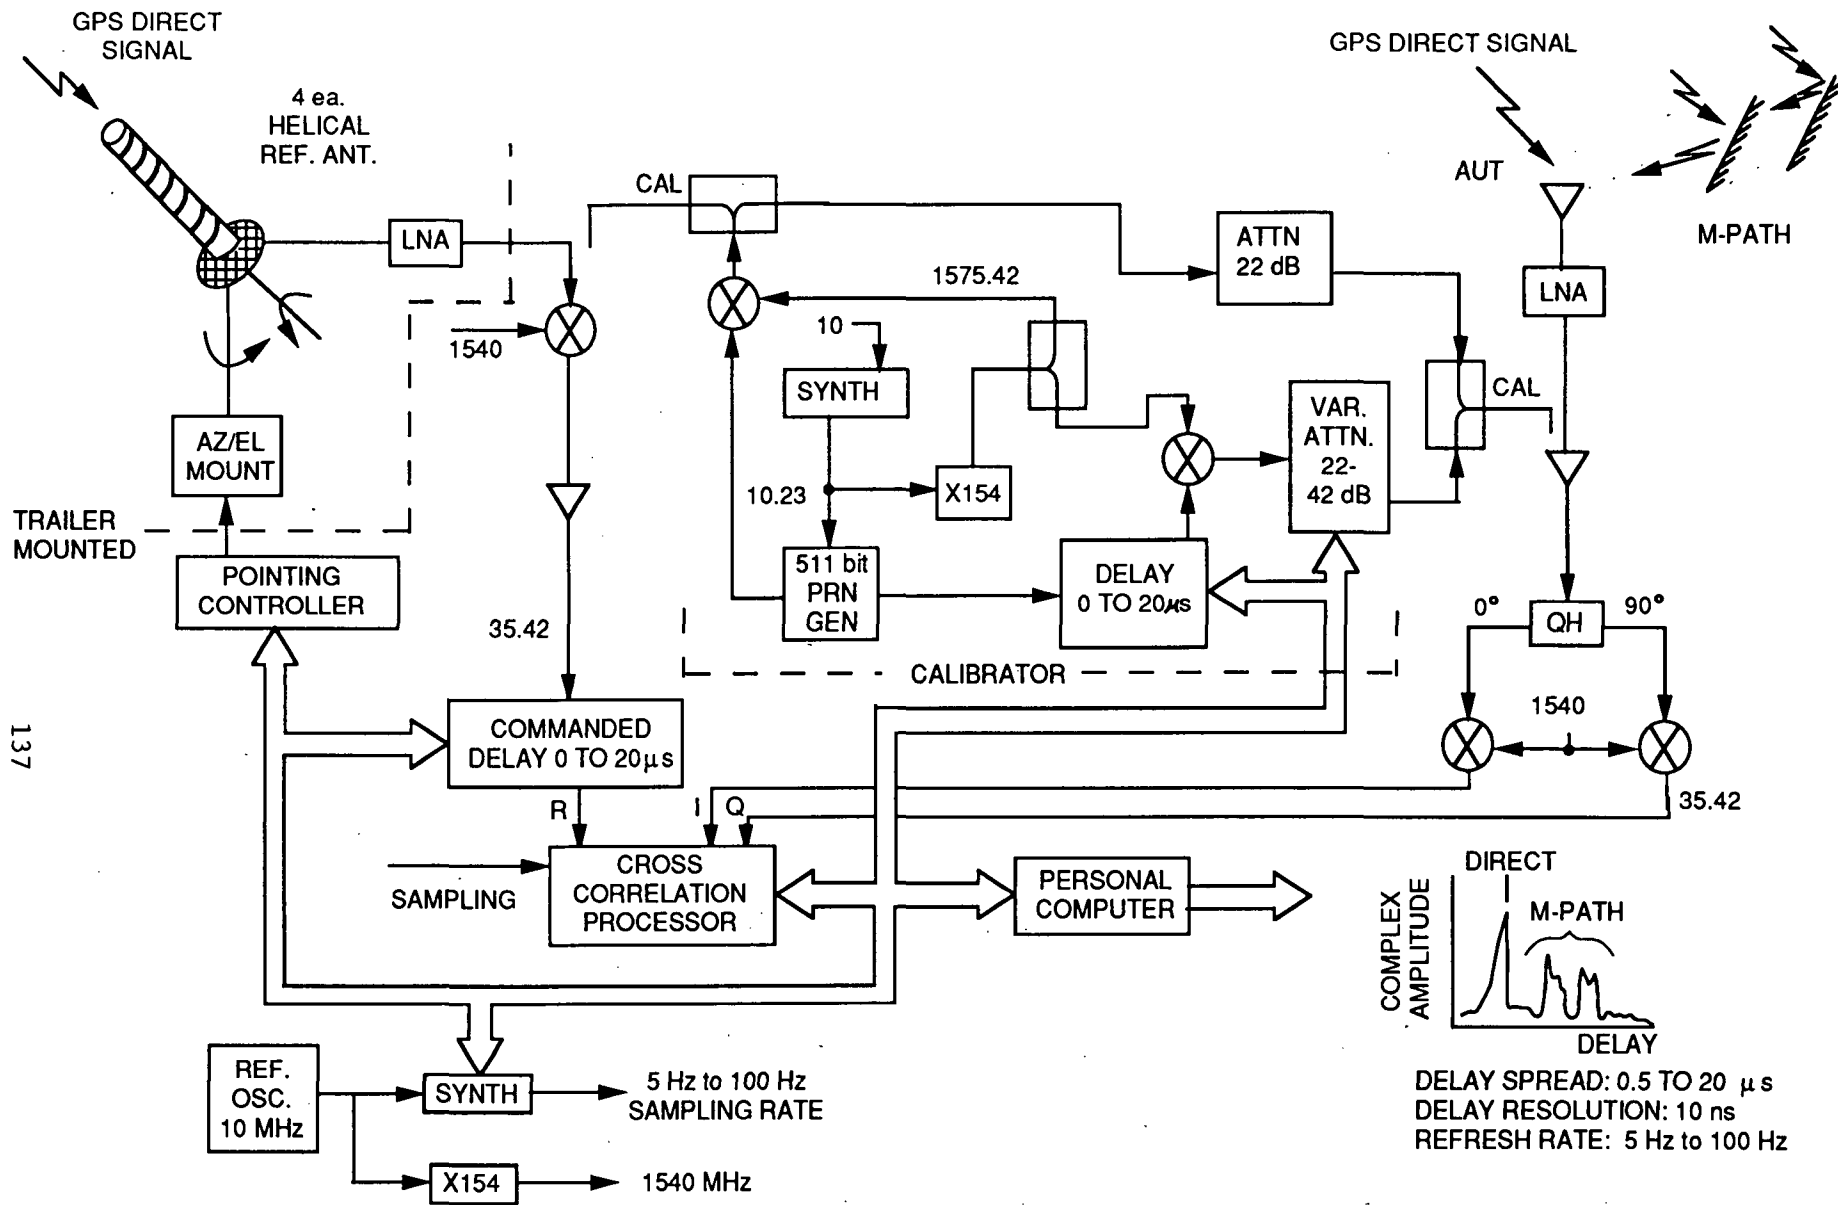 GPS DIRECT
SIGNAL
4 ea.
HELICAL
REF. ANT.
LNA
1540
AZ/EL
MOUNT
TRAILER
MOUNTED
POINTING
CONTROLLER
35.42
COMMANDED
DELAY 0 TO 20μs
R
I
Q
SAMPLING
CROSS
CORRELATION
PROCESSOR
PERSONAL
COMPUTER
REF.
OSC.
10 MHz
SYNTH
5 Hz to 100 Hz
SAMPLING RATE
X154
1540 MHz
137
CAL
1575.42
10
SYNTH
10.23
X154
511 bit
PRN
GEN
DELAY
0 TO 20μs
CALIBRATOR
ATTN
22 dB
VAR.
ATTN.
22-
42 dB
CAL
GPS DIRECT SIGNAL
AUT
M-PATH
LNA
0°
QH
90°
1540
35.42
DIRECT
M-PATH
COMPLEX
AMPLITUDE
DELAY
DELAY SPREAD: 0.5 TO 20 μs
DELAY RESOLUTION: 10 ns
REFRESH RATE: 5 Hz to 100 Hz